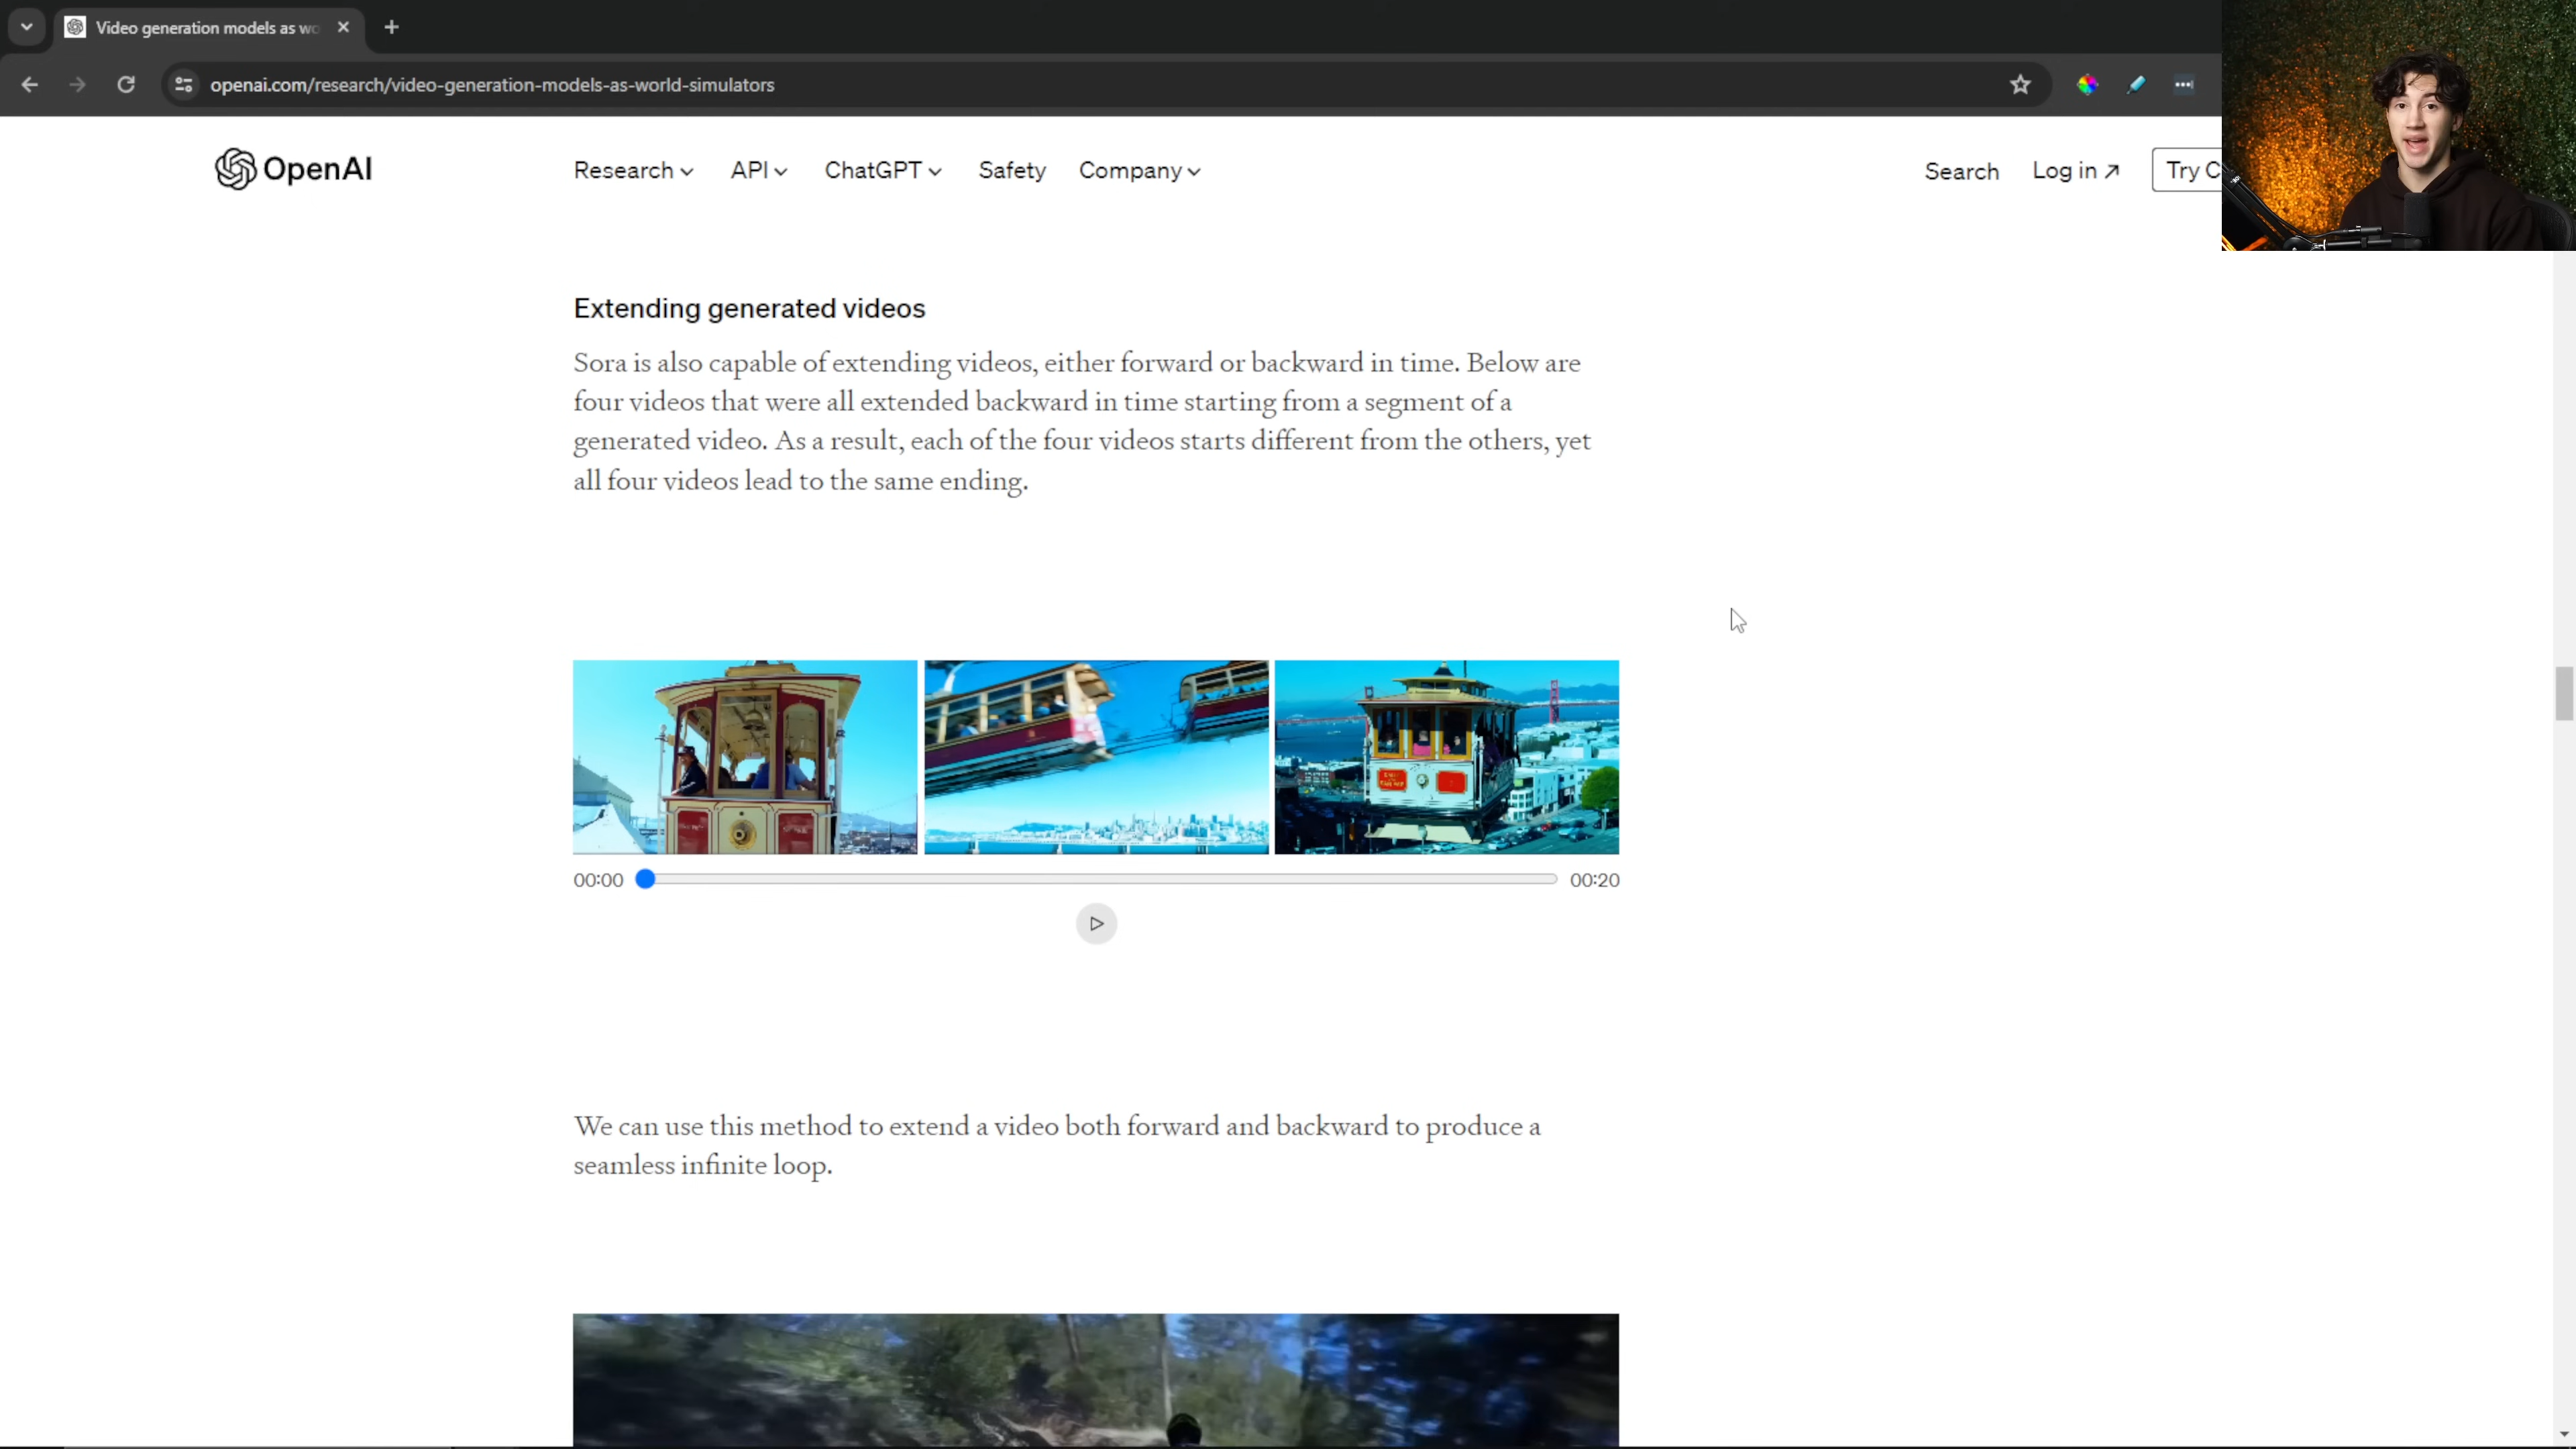 Video generation models as wo
openai.com/research/video-generation-models-as-world-simulators
OpenAI
Research API ChatGPT Safety Company Search Log in Try C
Extending generated videos
Sora is also capable of extending videos, either forward or backward in time. Below are
four videos that were all extended backward in time starting from a segment of a
generated video. As a result, each of the four videos starts different from the others, yet
all four videos lead to the same ending.
00:00 00:20
We can use this method to extend a video both forward and backward to produce a
seamless infinite loop.